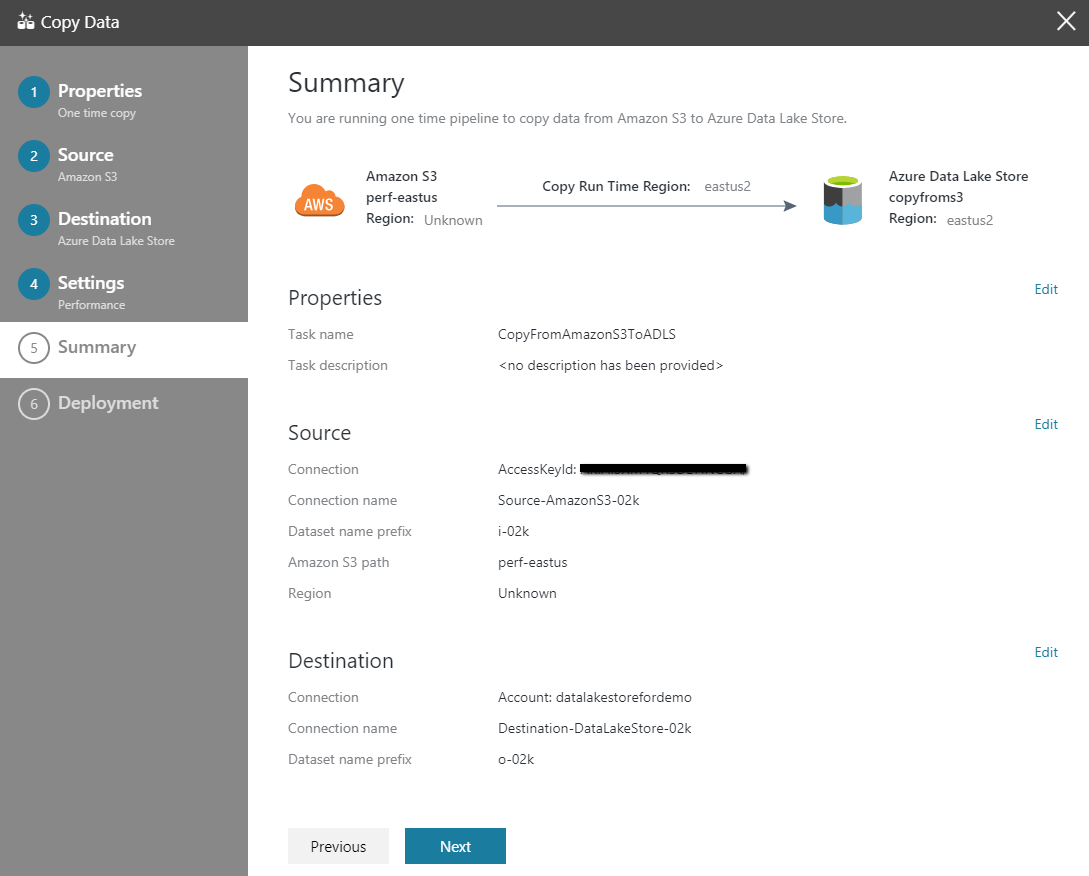 Copy Data
1 Properties
One time copy
2 Source
Amazon S3
3 Destination
Azure Data Lake Store
4 Settings
Performance
5 Summary
6 Deployment
Summary
You are running one time pipeline to copy data from Amazon S3 to Azure Data Lake Store.
AWS
Amazon S3
perf-eastus
Region: Unknown
Copy Run Time Region: eastus2
Azure Data Lake Store
copyfroms3
Region: eastus2
Properties Edit
Task name CopyFromAmazonS3ToADLS
Task description <no description has been provided>
Source Edit
Connection AccessKeyId:
Connection name Source-AmazonS3-02k
Dataset name prefix i-02k
Amazon S3 path perf-eastus
Region Unknown
Destination Edit
Connection Account: datalakestorefordemo
Connection name Destination-DataLakeStore-02k
Dataset name prefix o-02k
Previous Next